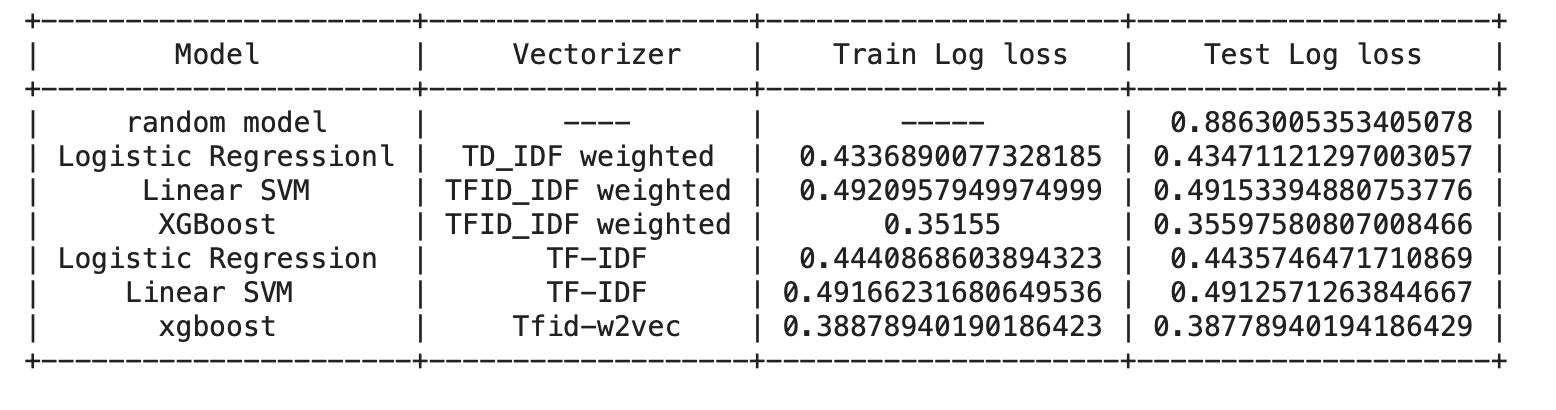 +----------------------+--------------------+----------------------+----------------------+
| Model | Vectorizer | Train Log loss | Test Log loss |
+----------------------+--------------------+----------------------+----------------------+
| random model | ---- | ----- | 0.8863005353405078 |
| Logistic Regressionl | TD_IDF weighted | 0.4336890077328185 | 0.43471121297003057 |
| Linear SVM | TFID_IDF weighted | 0.4920957949974999 | 0.49153394880753776 |
| XGBoost | TFID_IDF weighted | 0.35155 | 0.35597580807008466 |
| Logistic Regression | TF-IDF | 0.4440868603894323 | 0.4435746471710869 |
| Linear SVM | TF-IDF | 0.49166231680649536 | 0.4912571263844667 |
| xgboost | Tfid-w2vec | 0.38878940190186423 | 0.38778940194186429 |
+----------------------+--------------------+----------------------+----------------------+